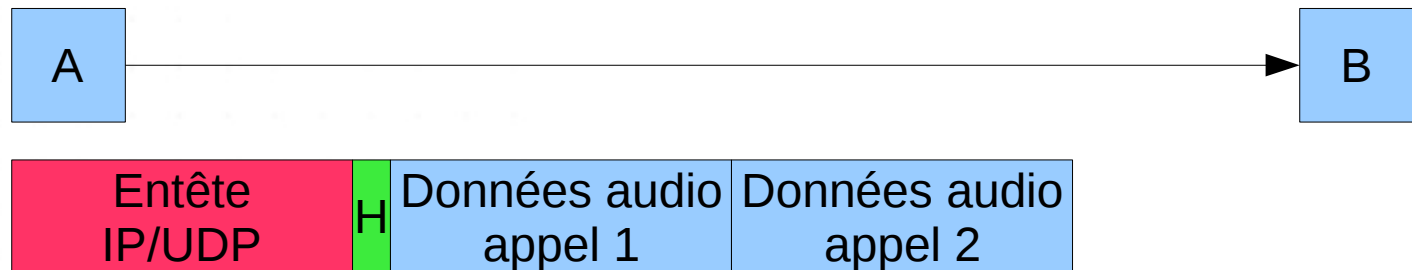 A
B
Entête
IP/UDP
H
Données audio
appel 1
Données audio
appel 2